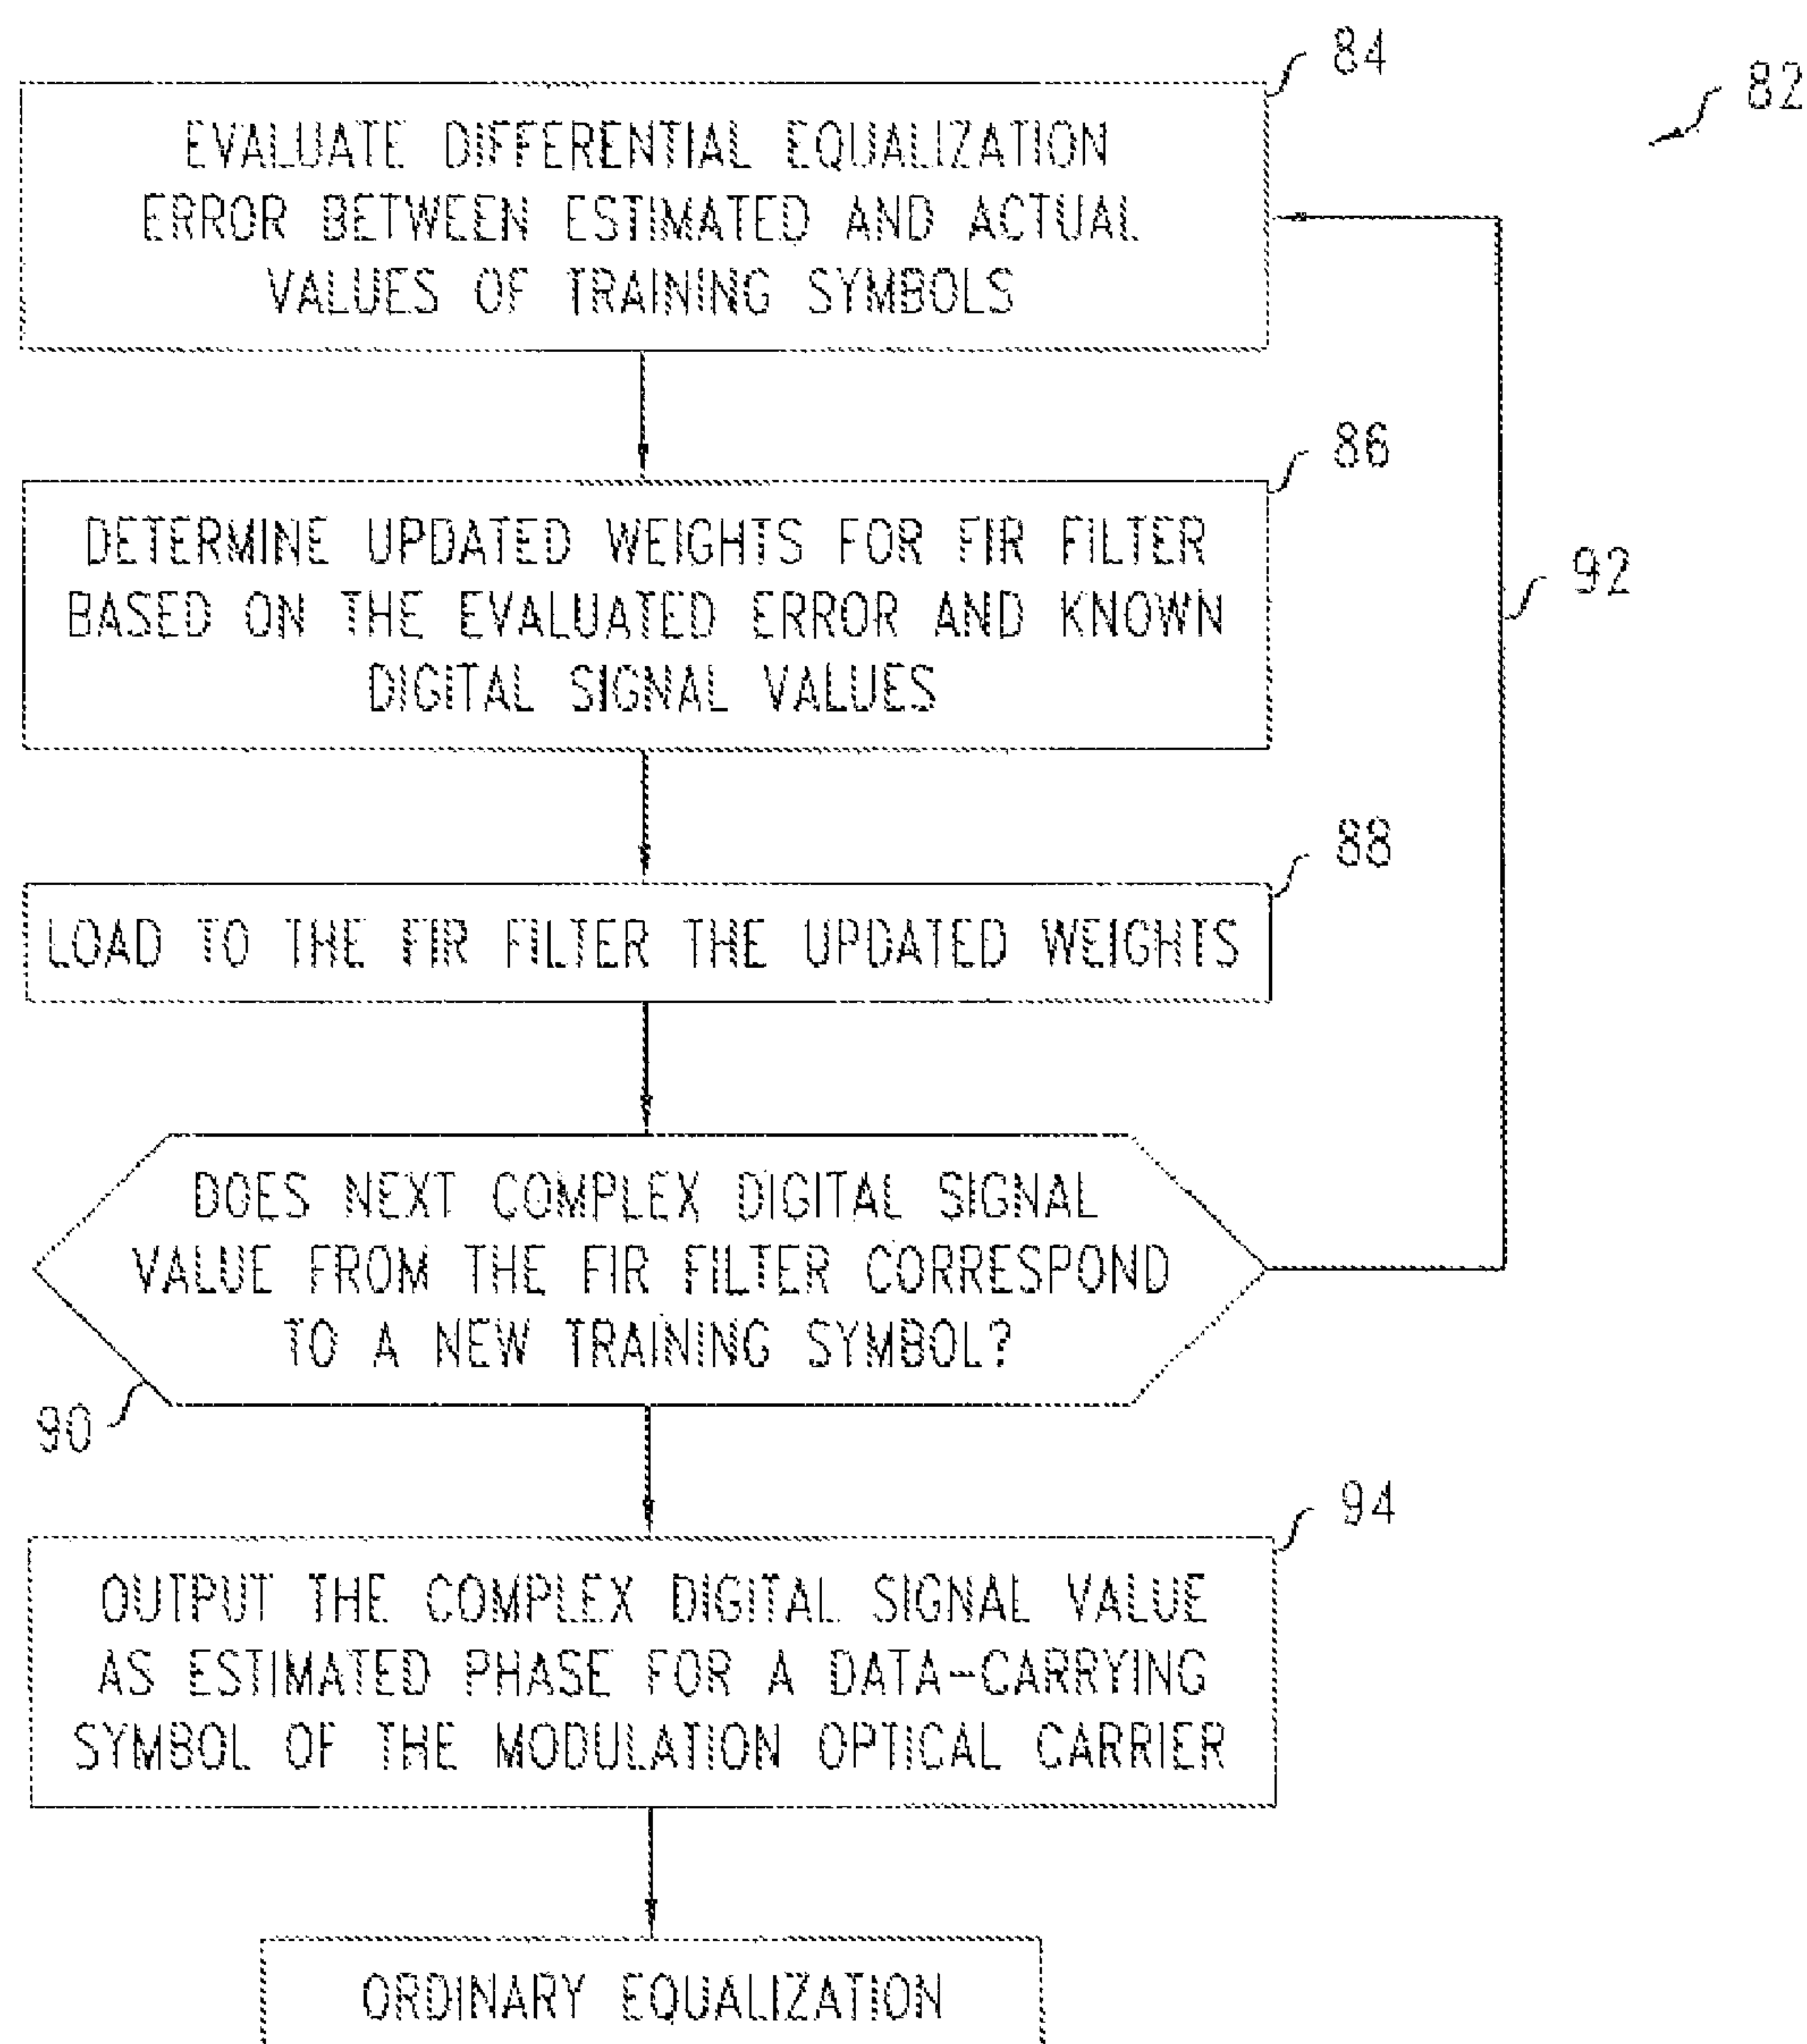 84
82
EVALUATE DIFFERENTIAL EQUALIZATION
ERROR BETWEEN ESTIMATED AND ACTUAL
VALUES OF TRAINING SYMBOLS
86
DETERMINE UPDATED WEIGHTS FOR FIR FILTER
BASED ON THE EVALUATED ERROR AND KNOWN
DIGITAL SIGNAL VALUES
92
88
LOAD TO THE FIR FILTER THE UPDATED WEIGHTS
DOES NEXT COMPLEX DIGITAL SIGNAL
VALUE FROM THE FIR FILTER CORRESPOND
TO A NEW TRAINING SYMBOL?
90
94
OUTPUT THE COMPLEX DIGITAL SIGNAL VALUE
AS ESTIMATED PHASE FOR A DATA-CARRYING
SYMBOL OF THE MODULATION OPTICAL CARRIER
ORDINARY EQUALIZATION